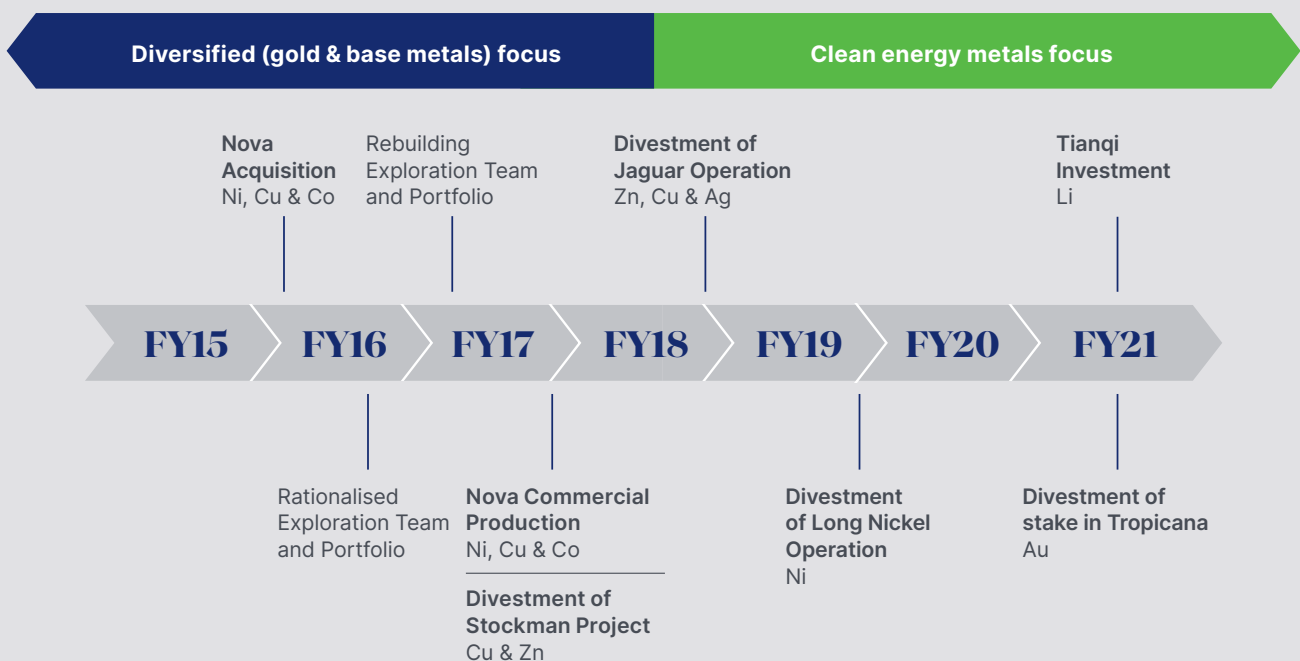 Diversified (gold & base metals) focus
Clean energy metals focus
Nova
Acquisition
Ni, Cu & Co
Rebuilding
Exploration Team
and Portfolio
Divestment of
Jaguar Operation
Zn, Cu & Ag
Tianqi
Investment
Li
FY15
FY16
FY17
FY18
FY19
FY20
FY21
Rationalised
Exploration Team
and Portfolio
Nova Commercial
Production
Ni, Cu & Co
Divestment of
Stockman Project
Cu & Zn
Divestment
of Long Nickel
Operation
Ni
Divestment of
stake in Tropicana
Au